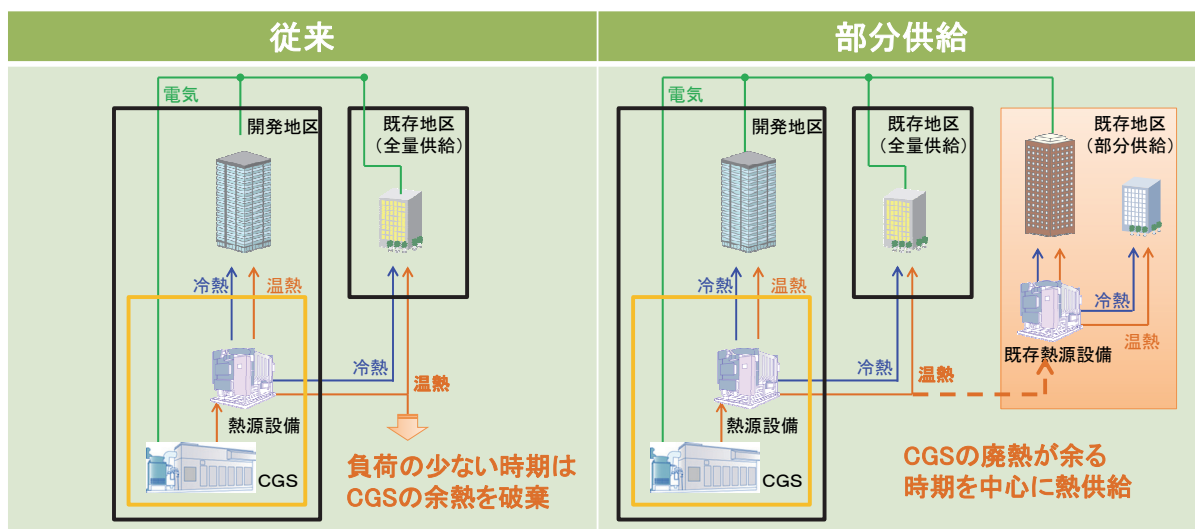 従来
電気
開発地区
既存地区
（全量供給）
冷熱
温熱
冷熱
温熱
熱源設備
CGS
負荷の少ない時期は
CGSの余熱を破棄
部分供給
電気
開発地区
既存地区
（全量供給）
既存地区
（部分供給）
冷熱
温熱
冷熱
温熱
冷熱
温熱
既存熱源設備
熱源設備
CGS
CGSの廃熱が余る
時期を中心に熱供給